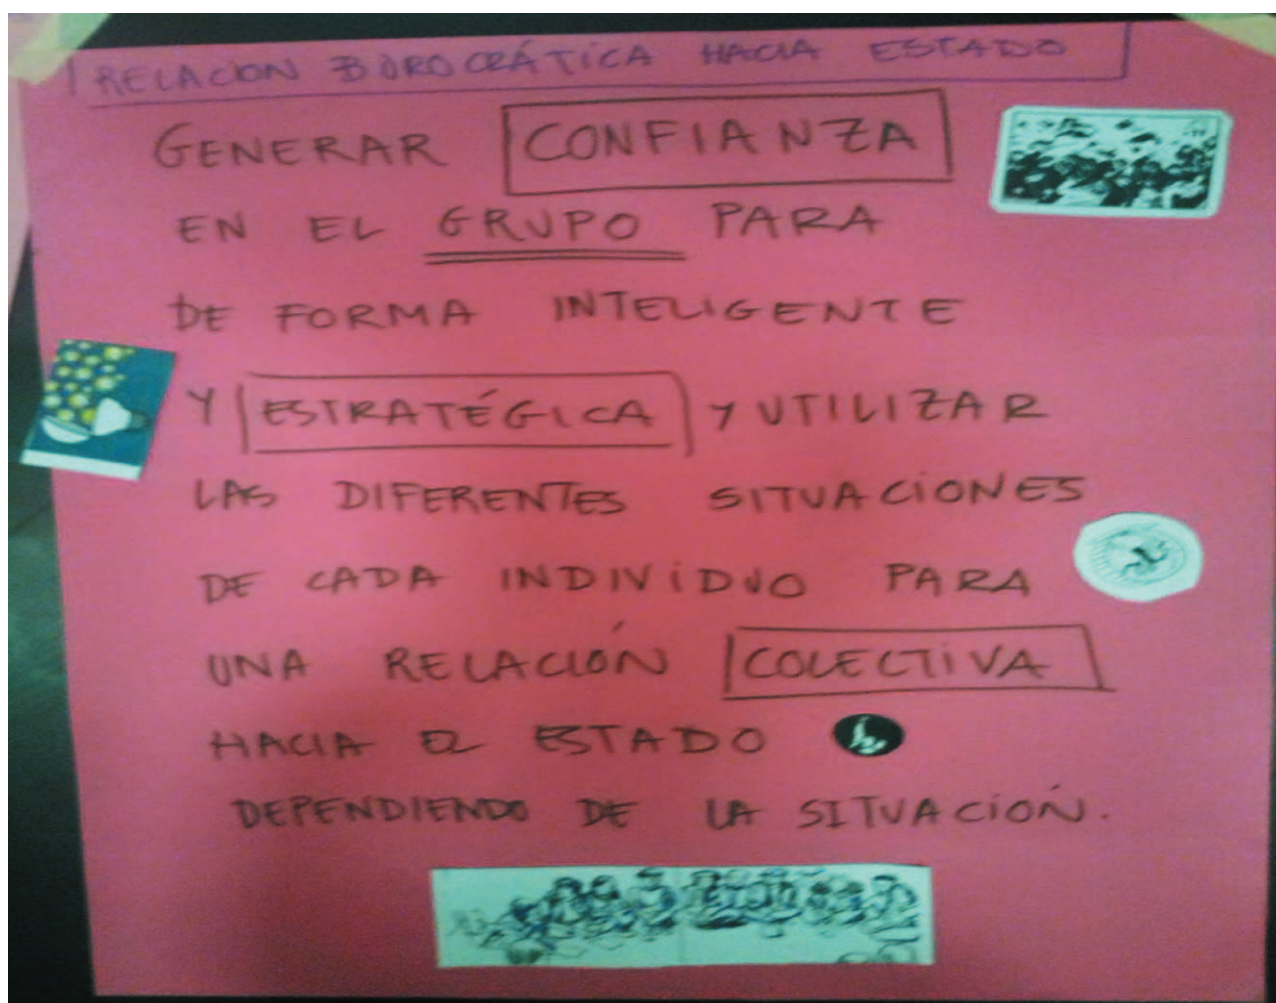 RELACION BUROCRÁTICA HACIA ESTADO
GENERAR CONFIANZA
EN EL GRUPO PARA
DE FORMA INTELIGENTE
Y ESTRATÉGICA Y UTILIZAR
LAS DIFERENTES SITUACIONES
DE CADA INDIVIDUO PARA
UNA RELACIÓN COLECTIVA
HACIA EL ESTADO
DEPENDIENDO DE LA SITUACIÓN.